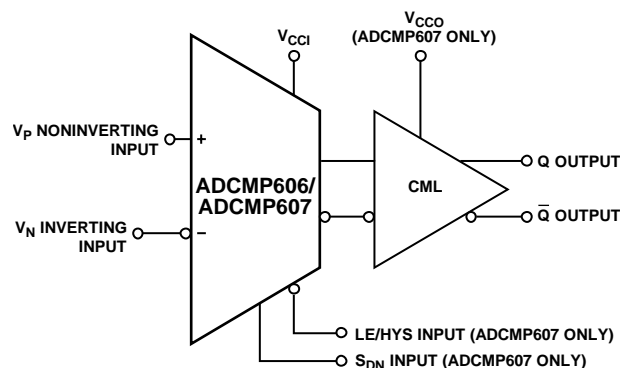 V_CCI
V_CCO
(ADCMP607 ONLY)
V_P NONINVERTING
INPUT
+
ADCMP606/
ADCMP607
CML
Q OUTPUT
V_N INVERTING
INPUT
–
Q̅ OUTPUT
LE/HYS INPUT (ADCMP607 ONLY)
S_DN INPUT (ADCMP607 ONLY)